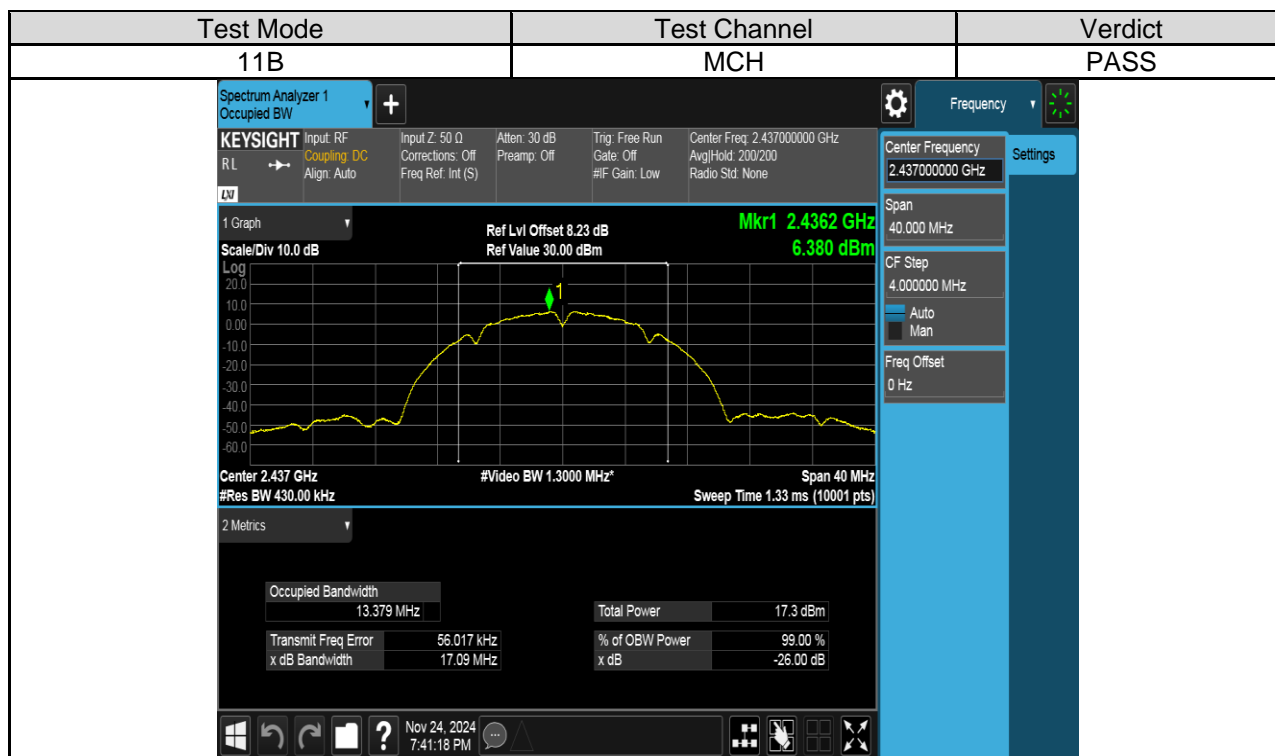 Test Mode Test Channel Verdict
11B MCH PASS
Spectrum Analyzer 1
Occupied BW
+
Frequency
KEYSIGHT
RL
LXI
Input: RF
Coupling: DC
Align: Auto
Input Z: 50 Ω
Corrections: Off
Freq Ref: Int (S)
Atten: 30 dB
Preamp: Off
Trig: Free Run
Gate: Off
#IF Gain: Low
Center Freq: 2.437000000 GHz
Avg|Hold: 200/200
Radio Std: None
Center Frequency
2.437000000 GHz
Settings
Span
40.000 MHz
CF Step
4.000000 MHz
Auto
Man
Freq Offset
0 Hz
1 Graph
Scale/Div 10.0 dB
Ref Lvl Offset 8.23 dB
Ref Value 30.00 dBm
Mkr1 2.4362 GHz
6.380 dBm
Log
20.0
10.0
0.00
-10.0
-20.0
-30.0
-40.0
-50.0
-60.0
1
Center 2.437 GHz
#Res BW 430.00 kHz
#Video BW 1.3000 MHz*
Span 40 MHz
Sweep Time 1.33 ms (10001 pts)
2 Metrics
Occupied Bandwidth
13.379 MHz
Total Power 17.3 dBm
Transmit Freq Error 56.017 kHz
% of OBW Power 99.00 %
x dB Bandwidth 17.09 MHz
x dB -26.00 dB
?
Nov 24, 2024
7:41:18 PM